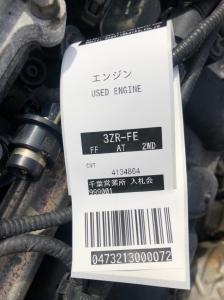 エンジン
USED ENGINE
3ZR-FE
FF AT 2WD
CVT
4134864
千葉営業所 入札会
999001
0473213000072